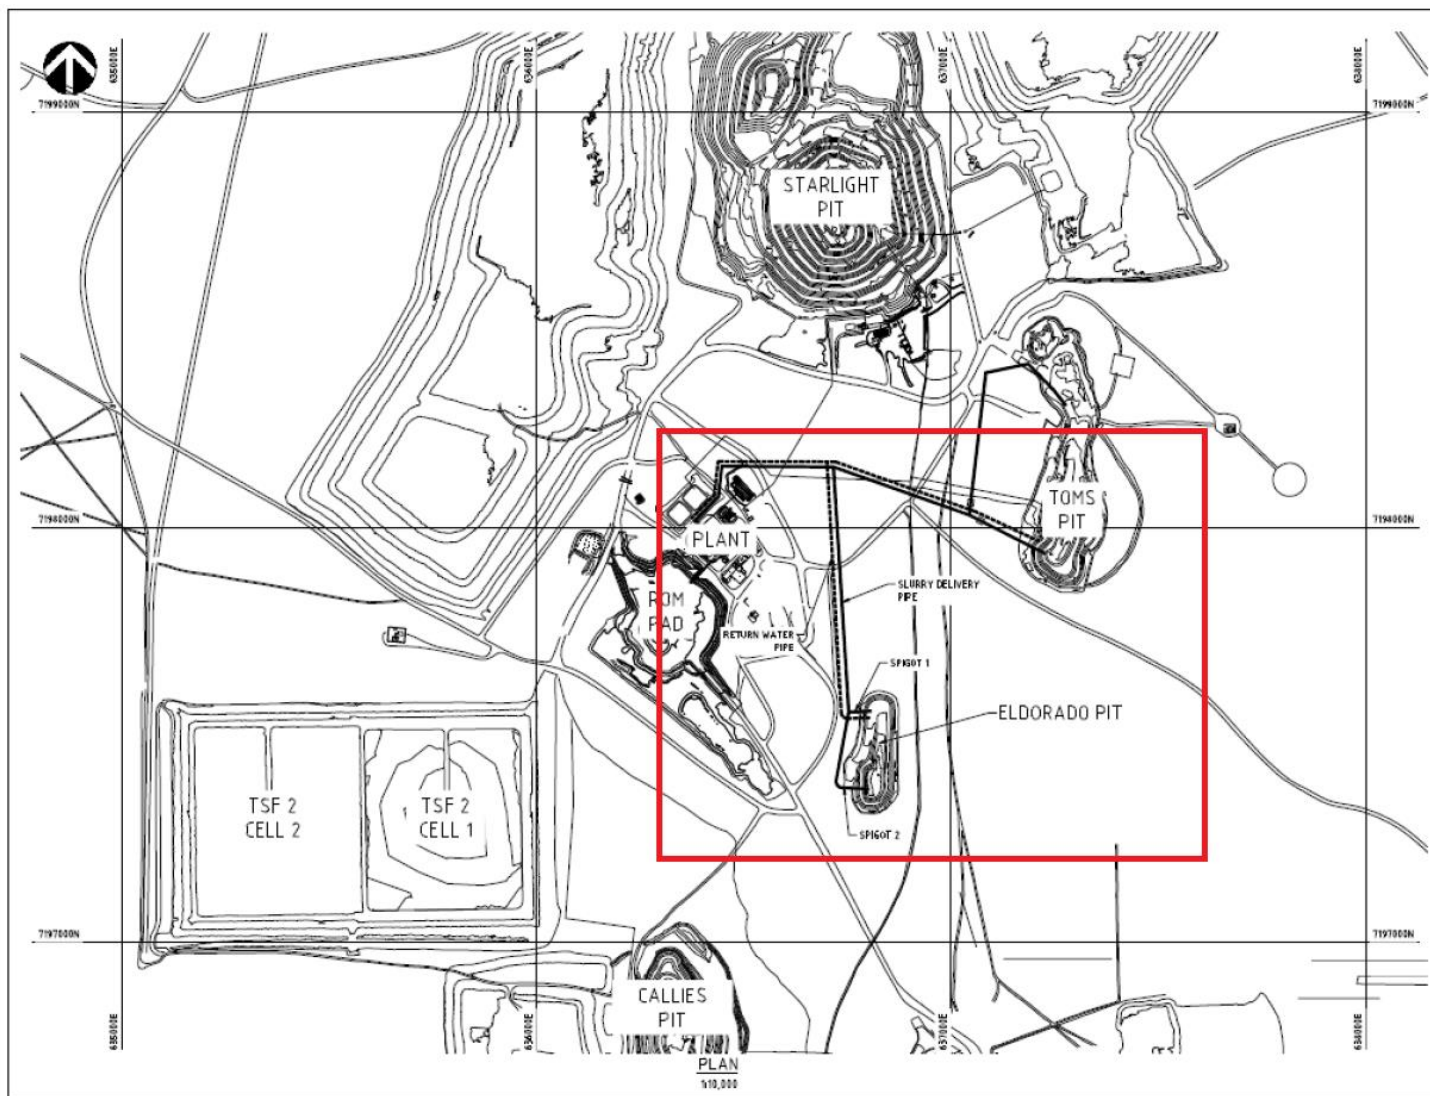 635000E
636000E
637000E
638000E
7199000N
7199000N
STARLIGHT
PIT
TOMS
PIT
7198000N
7198000N
PLANT
SLURRY DELIVERY
PIPE
ROM
PAD
RETURN WATER
PIPE
SPIGOT 1
ELDORADO PIT
TSF 2
CELL 2
TSF 2
CELL 1
SPIGOT 2
7197000N
7197000N
CALLIES
PIT
635000E
636000E
637000E
638000E
PLAN
1:10,000